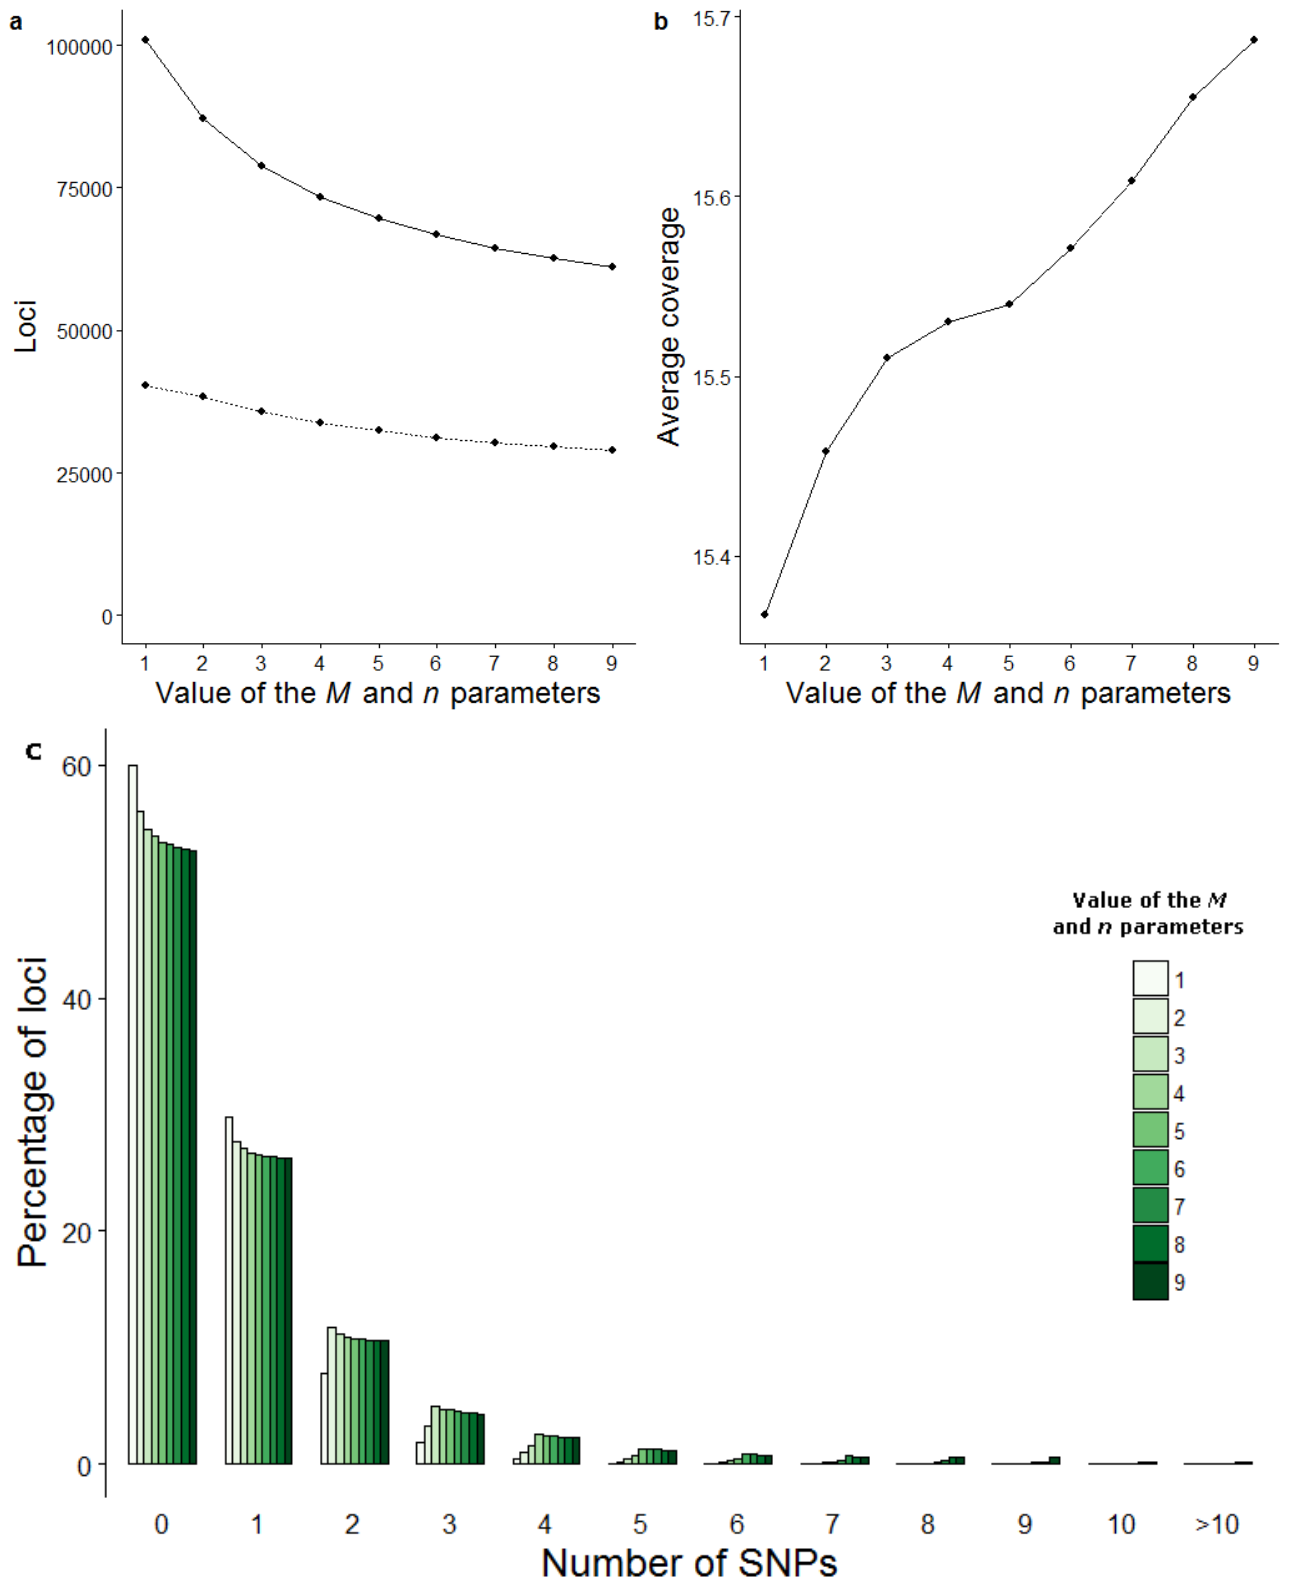 a
100000
75000
50000
25000
0
Loci
1 2 3 4 5 6 7 8 9
Value of the M and n parameters
b
15.7
15.6
15.5
15.4
Average coverage
1 2 3 4 5 6 7 8 9
Value of the M and n parameters
c
60
40
20
0
Percentage of loci
Value of the M
and n parameters
1
2
3
4
5
6
7
8
9
0 1 2 3 4 5 6 7 8 9 10 >10
Number of SNPs